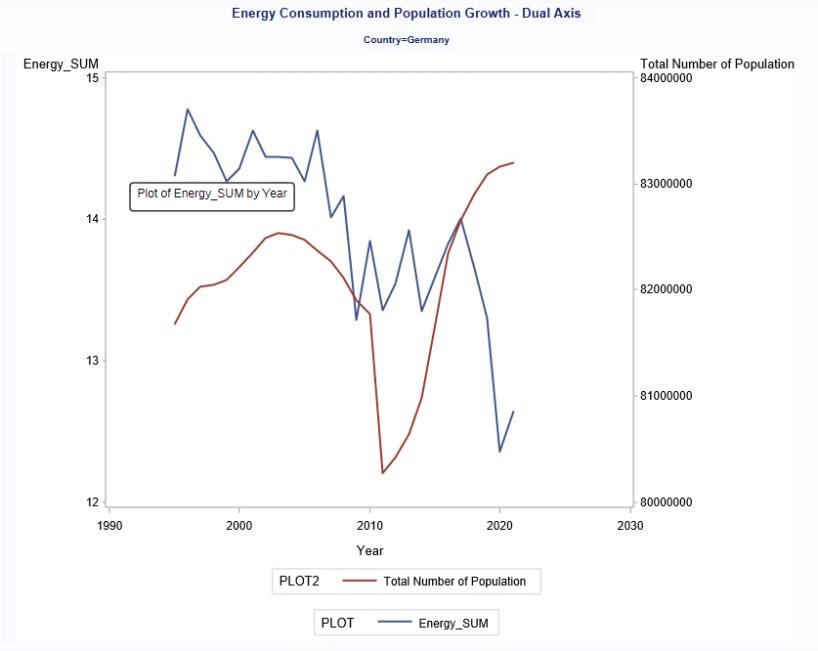 Energy Consumption and Population Growth - Dual Axis
Country=Germany
Energy_SUM
Total Number of Population
15
84000000
Plot of Energy_SUM by Year
83000000
14
82000000
13
81000000
12
80000000
1990 2000 2010 2020 2030
Year
PLOT2 Total Number of Population
PLOT Energy_SUM